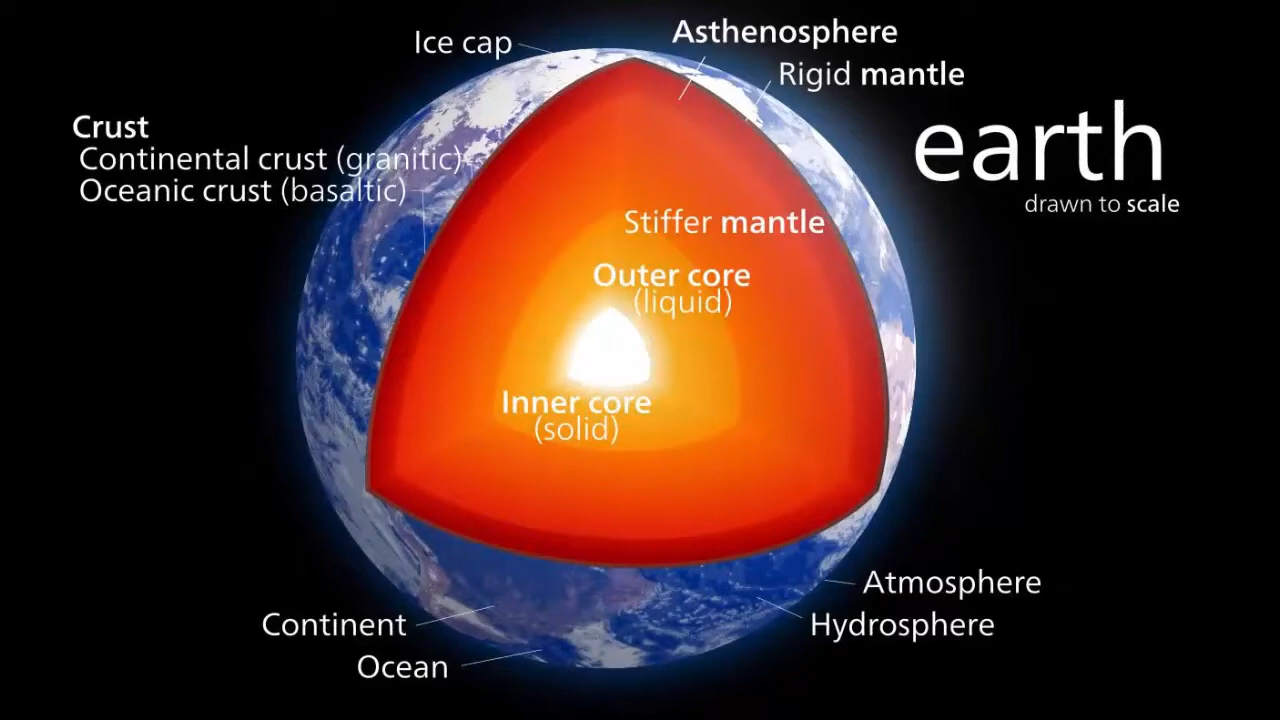 Ice cap
Asthenosphere
Rigid mantle
earth
drawn to scale
Crust
Continental crust (granitic)
Oceanic crust (basaltic)
Stiffer mantle
Outer core
(liquid)
Inner core
(solid)
Atmosphere
Hydrosphere
Continent
Ocean